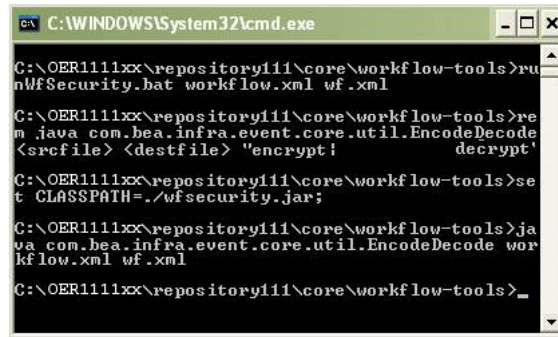 C:\WINDOWS\System32\cmd.exe
C:\OER1111xx\repository111\core\workflow-tools>ru
nWfSecurity.bat workflow.xml wf.xml
C:\OER1111xx\repository111\core\workflow-tools>re
m java com.bea.infra.event.core.util.EncodeDecode
<srcfile> <destfile> "encrypt¦ decrypt'
C:\OER1111xx\repository111\core\workflow-tools>se
t CLASSPATH=./wfsecurity.jar;
C:\OER1111xx\repository111\core\workflow-tools>ja
va com.bea.infra.event.core.util.EncodeDecode wor
kflow.xml wf.xml
C:\OER1111xx\repository111\core\workflow-tools>_